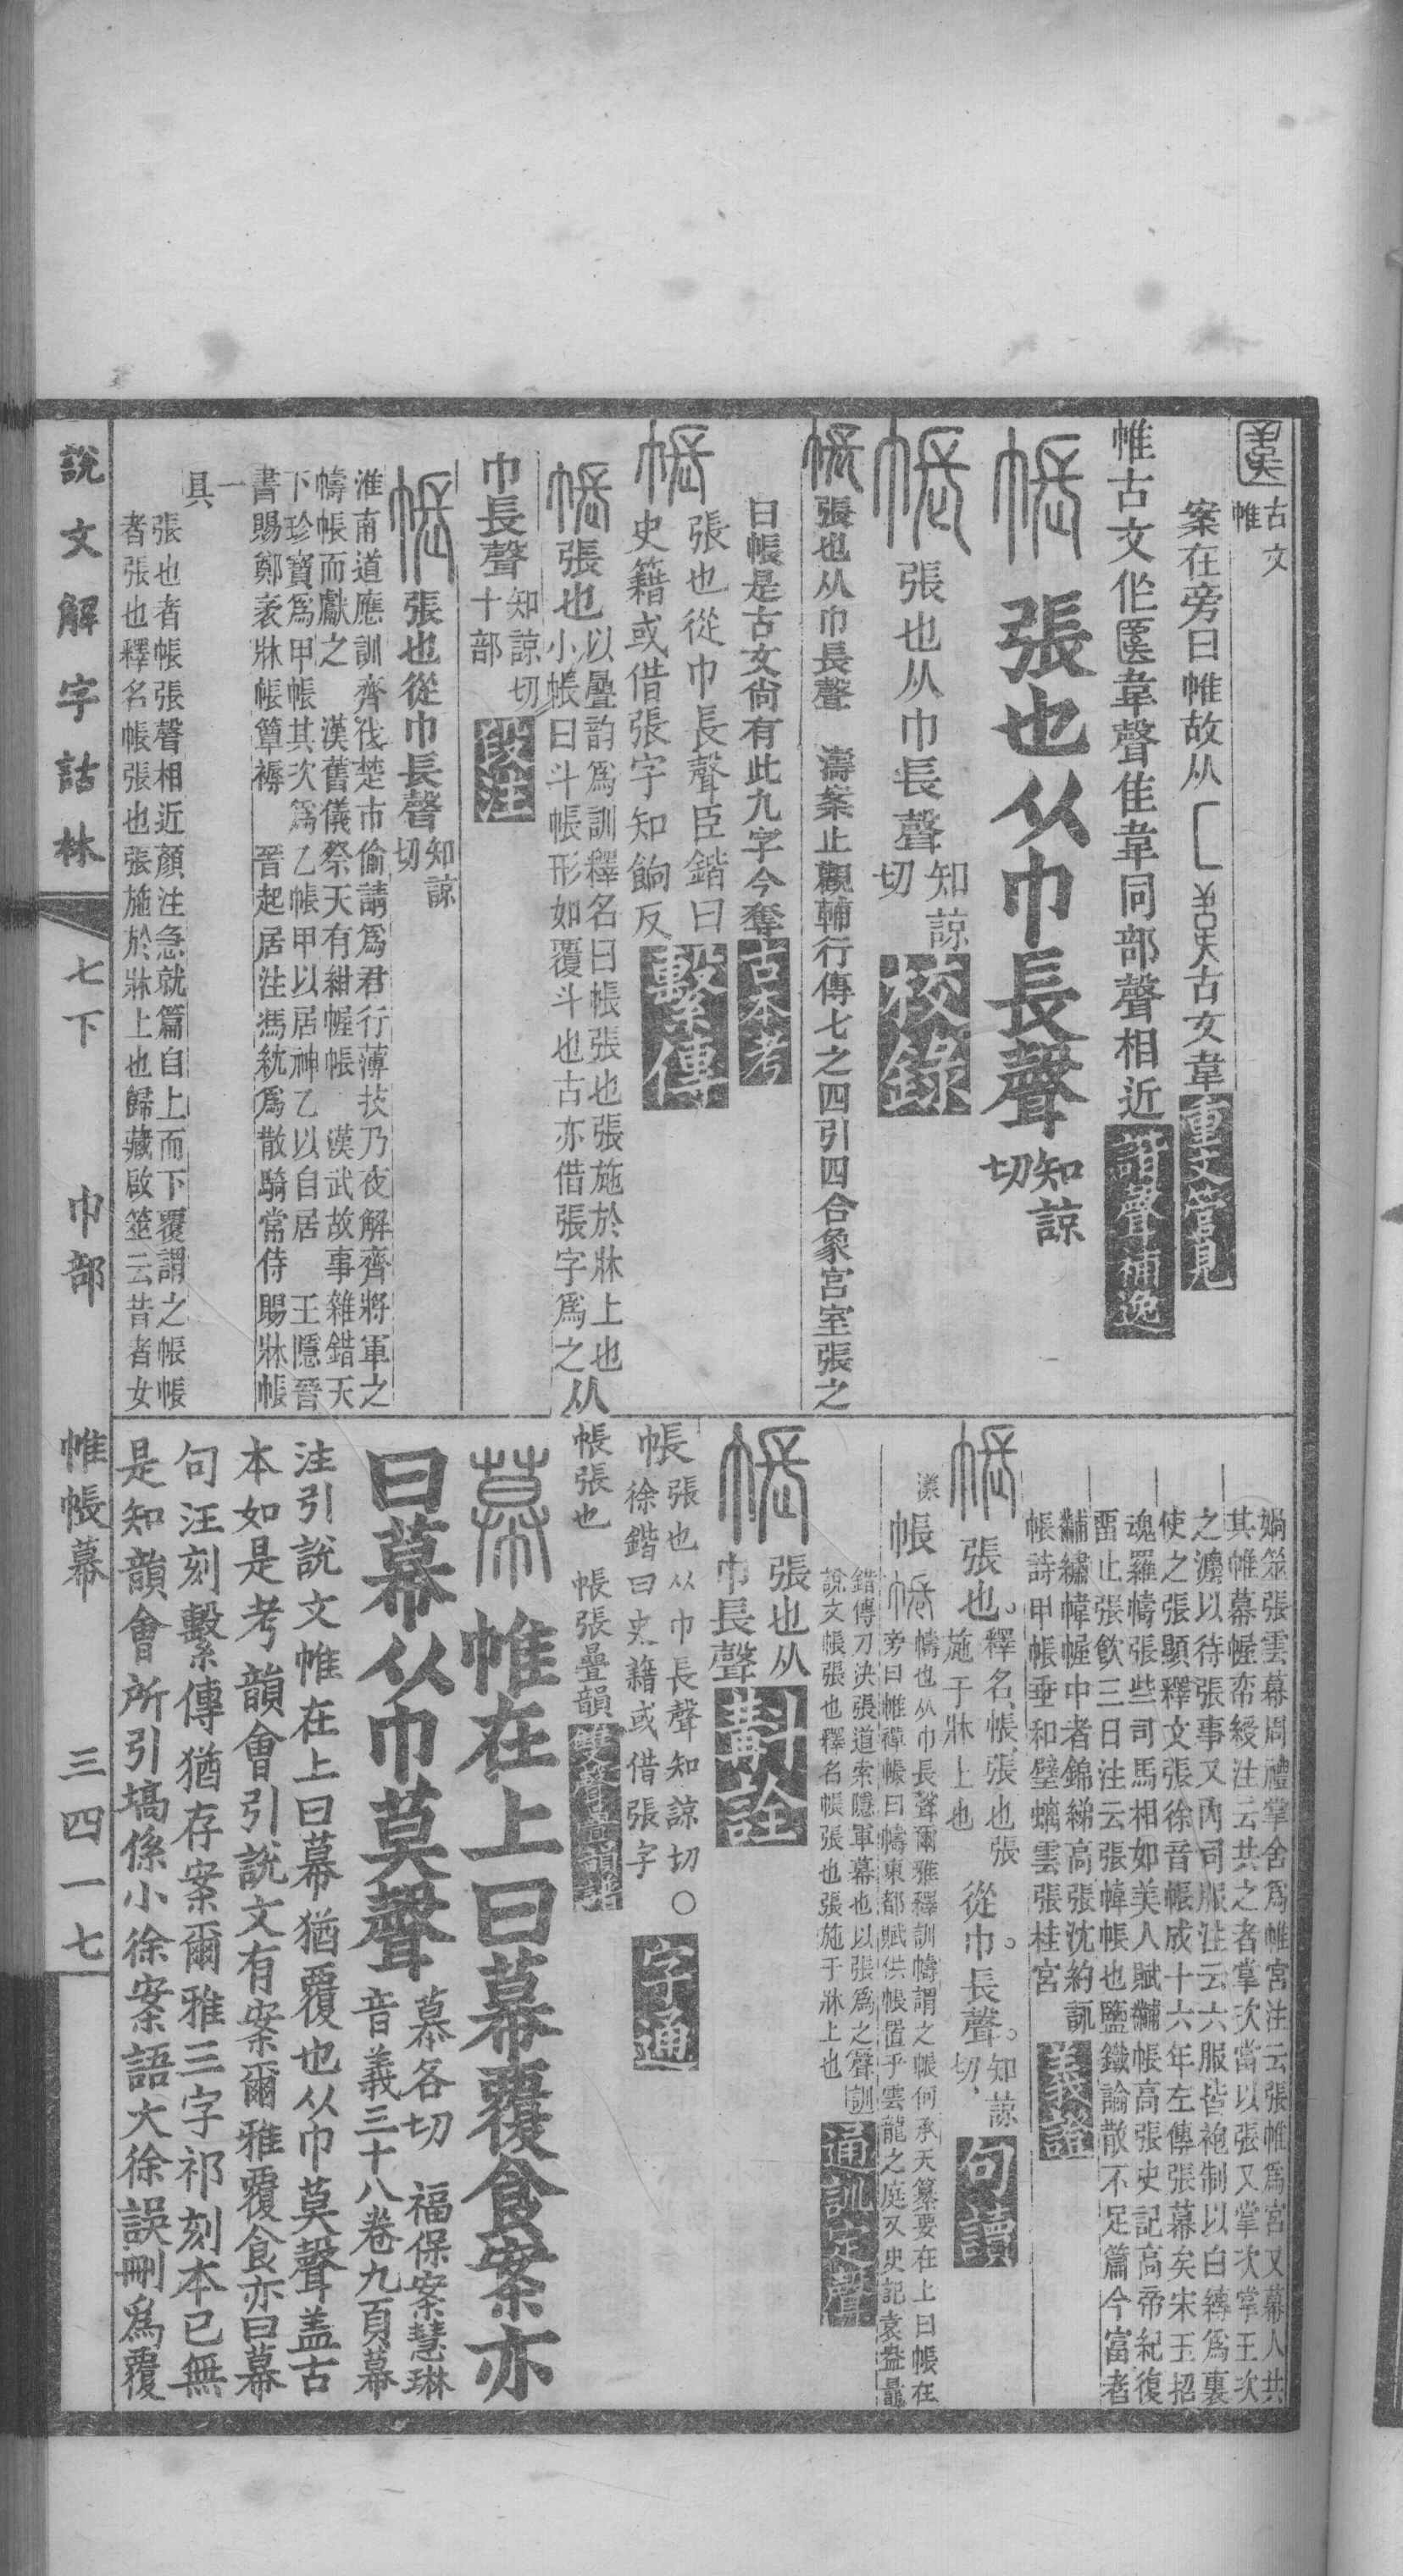 古文
帷
案在旁曰帷故从匚韋古文韋重文管見
帷古文作匰韋聲隹韋同部聲相近諧聲補逸
張也从巾長聲知諒切
張也从巾長聲知諒切校錄
張也从巾長聲 濤案止觀輔行傳七之四引四合象宮室張之
曰帳是古文尙有此九字今奪古本考
張也從巾長聲臣鍇曰
史籍或借張字知餉反繫傳
張也以疊韵爲訓釋名曰帳張也張施於牀上也
小帳曰斗帳形如覆斗也古亦借張字爲之从
巾長聲知諒切十部段注
張也從巾長聲知諒切
淮南道應訓齊伐楚市偷請爲君行薄技乃夜解齊將軍之
幬帳而獻之 漢舊儀祭天有紺幄帳 漢武故事雜錯天
下珍寶爲甲帳其次爲乙帳甲以居神乙以自居 王隱晉
書賜鄭袤牀帳簟褥 晉起居注馮紞爲散騎常侍賜牀帳
一
具
張也者帳張聲相近顏注急就篇自上而下覆謂之帳帳
者張也釋名帳張也張施於牀上也歸藏啟筮云昔者女
媧筮張雲幕周禮掌舍爲帷宮注云張帷爲宮又幕人共
其帷幕幄帟綬注云共之者掌次當以張又掌次掌王次
之灋以待張事又內司服注云六服皆袍制以白縳爲裏
使之張顯釋文張徐音帳成十六年左傳張幕矣宋玉招
魂羅幬張些司馬相如美人賦黼帳高張史記高帝紀復
畱止張飲三日注云張幃帳也鹽鐵論散不足篇今富者
黼繡幃幄中者錦綈高張沈約詠
帳詩甲帳垂和璧螭雲張桂宮義證
張也。釋名、帳、張也張
施于牀上也從巾長聲。知諒切、句讀
帳 幬也从巾長聲爾雅釋訓幬謂之帳何承天纂要在上曰帳在
旁曰帷襌幬曰幬東都賦供帳置乎雲龍之庭又史記袁盎鼂
錯傳刀決張道案隱軍幕也以張爲之聲訓
說文帳張也釋名帳張也張施于牀上也通訓定聲
張也从
巾長聲斠詮
帳 張也从巾長聲知諒切〇
徐鍇曰史籍或借張字字通
帳張也 帳張疊韻雙聲疊韻譜
帷在上曰幕覆食案亦
曰幕从巾莫聲慕各切 福保案慧琳
音義三十八卷九頁幕
注引說文帷在上曰幕猶覆也从巾莫聲盖古
本如是考韻會引說文有案爾雅覆食亦曰幕
句汪刻繫傳猶存案爾雅三字祁刻本已無
是知韻會所引塙係小徐案語大徐誤刪爲覆
說文解字詁林 七下 巾部 帷帳幕 三四一七